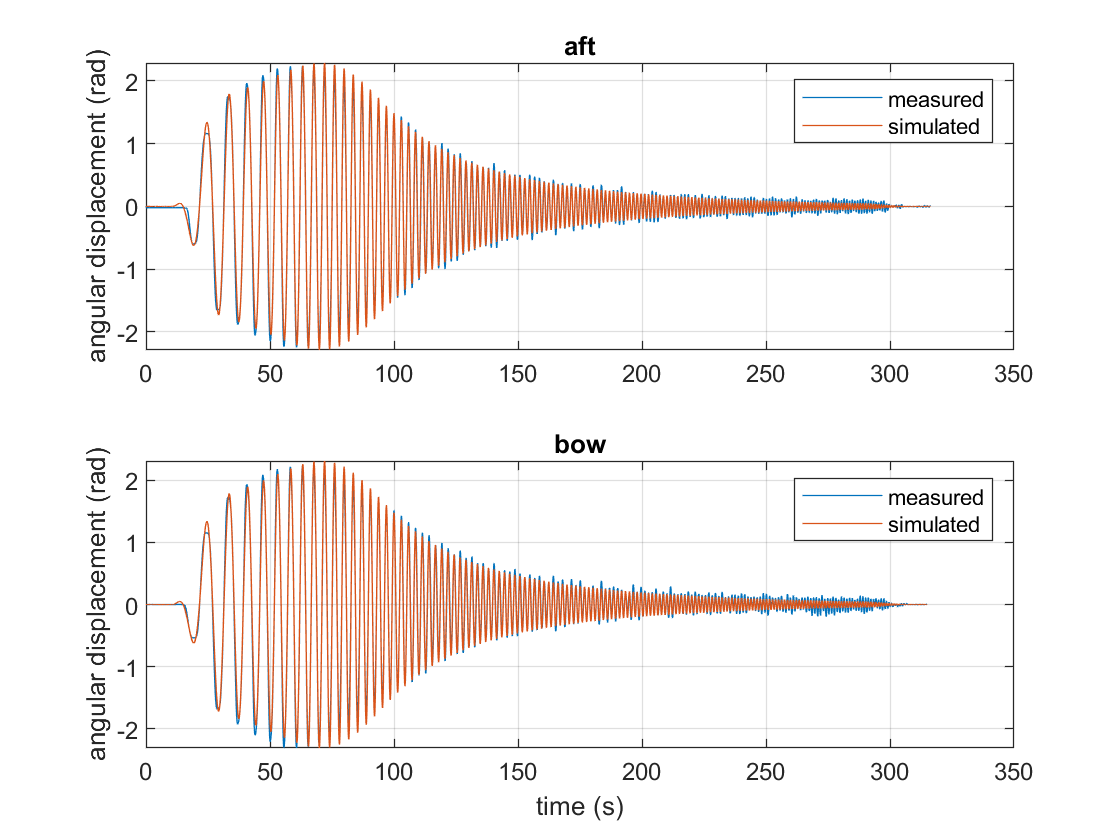 aft
angular displacement (rad)
2
1
0
-1
-2
measured
simulated
0 50 100 150 200 250 300 350
bow
angular displacement (rad)
2
1
0
-1
-2
measured
simulated
0 50 100 150 200 250 300 350
time (s)